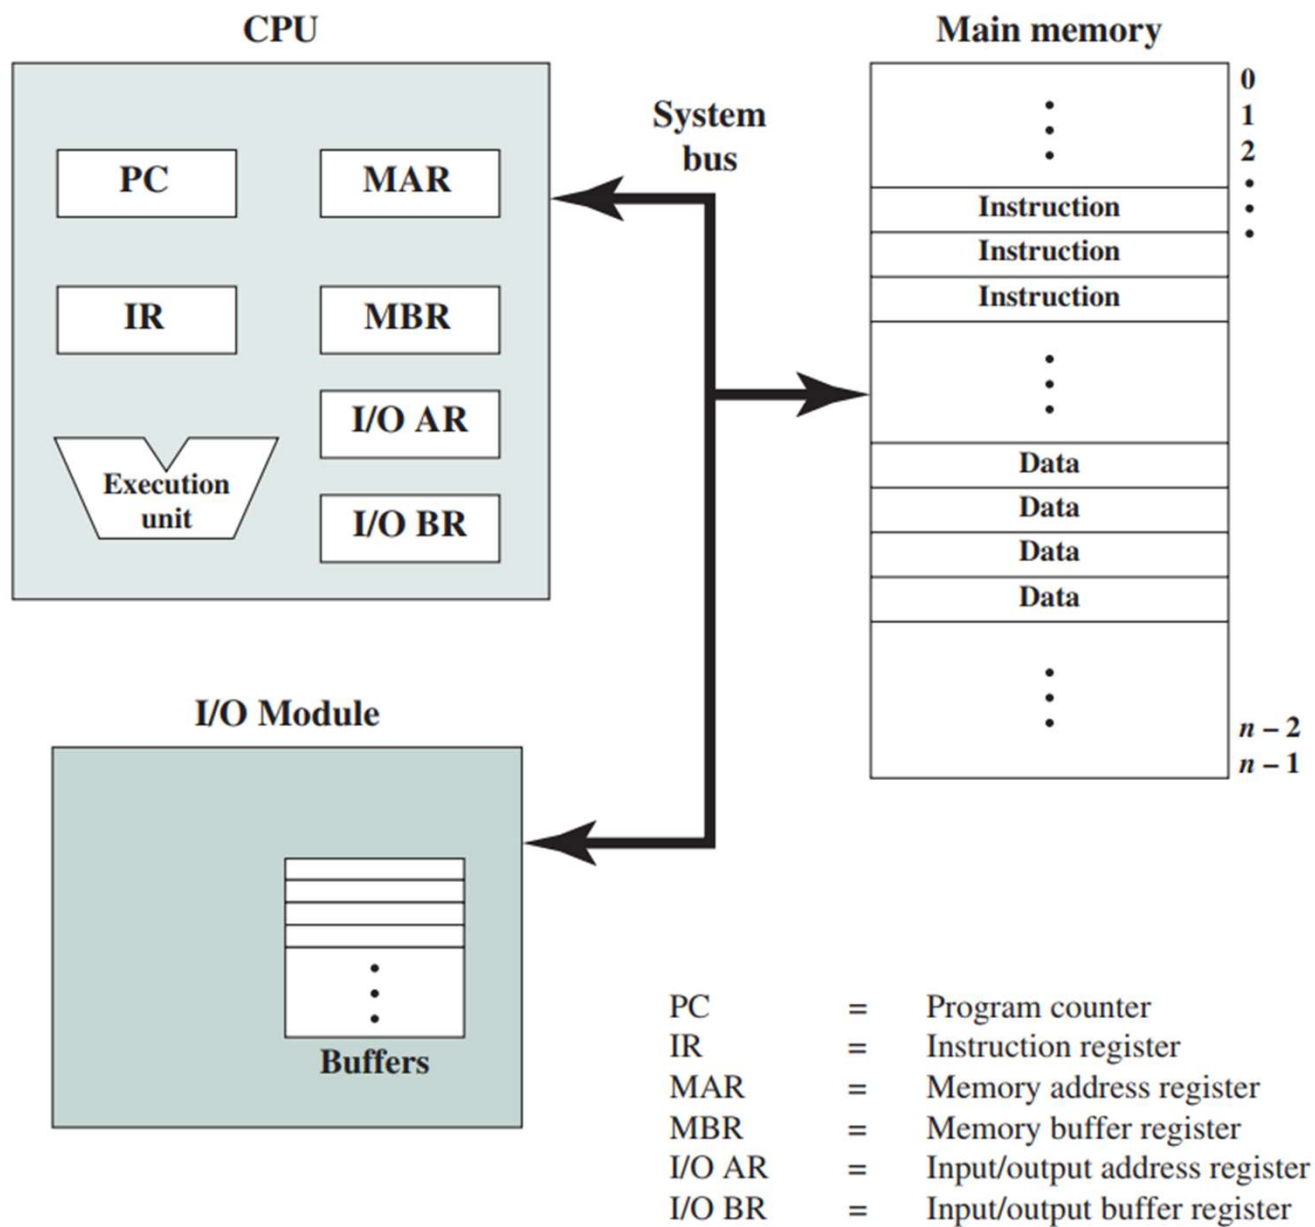 CPU
PC
MAR
IR
MBR
I/O AR
Execution
unit
I/O BR
System
bus
Main memory
0
1
2
Instruction
Instruction
Instruction
Data
Data
Data
Data
n – 2
n – 1
I/O Module
Buffers
PC = Program counter
IR = Instruction register
MAR = Memory address register
MBR = Memory buffer register
I/O AR = Input/output address register
I/O BR = Input/output buffer register